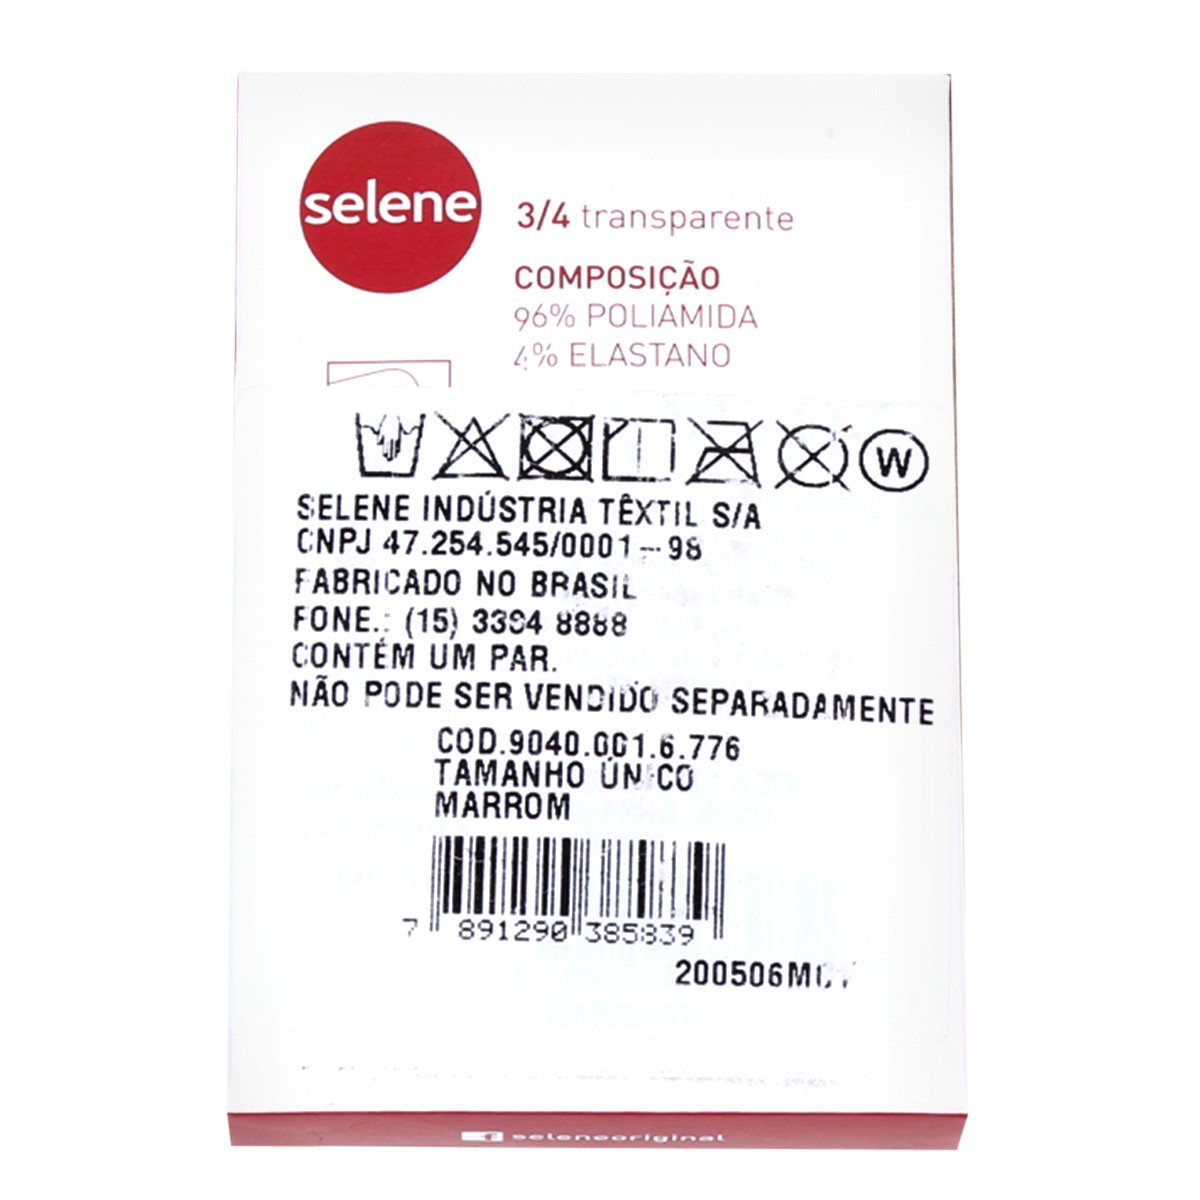 selene
3/4 transparente
COMPOSIÇÃO
96% POLIAMIDA
4% ELASTANO
W
SELENE INDÚSTRIA TÊXTIL S/A
CNPJ 47.254.545/0001-98
FABRICADO NO BRASIL
FONE.: (15) 3394 8888
CONTÉM UM PAR.
NÃO PODE SER VENDIDO SEPARADAMENTE
COD.9040.001.6.776
TAMANHO ÚNICO
MARROM
7 891290 385839
seleneoriginal